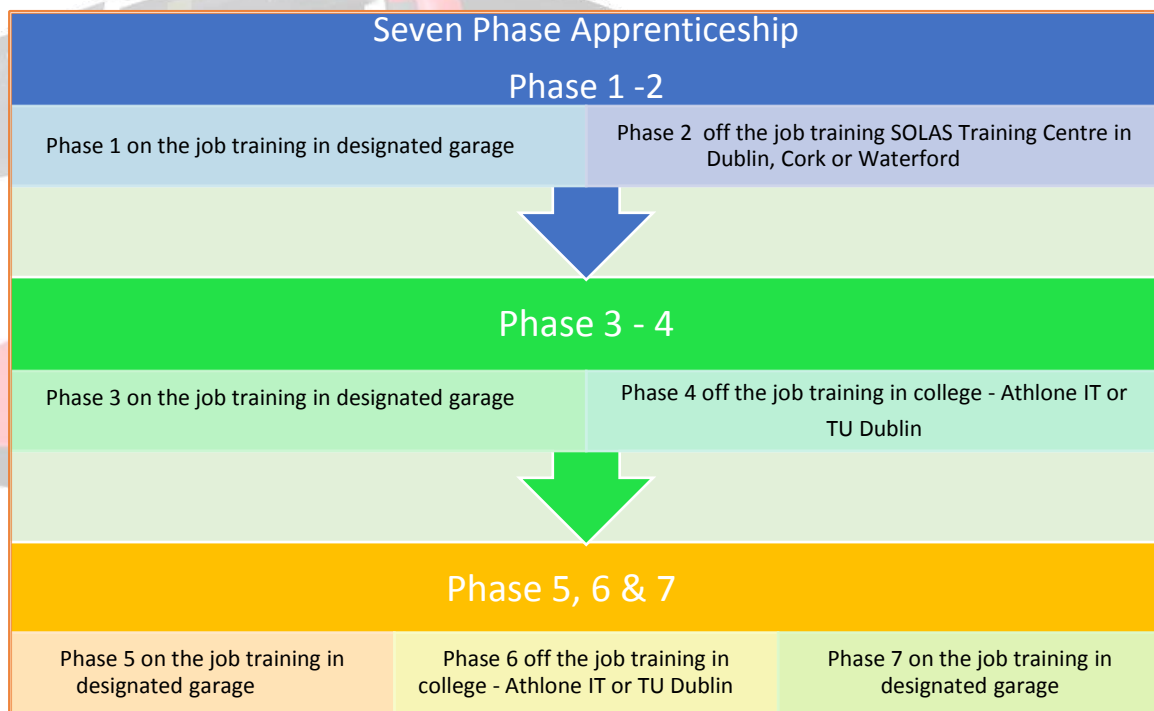 Seven Phase Apprenticeship
Phase 1 -2
Phase 1 on the job training in designated garage
Phase 2 off the job training SOLAS Training Centre in
Dublin, Cork or Waterford
Phase 3 - 4
Phase 3 on the job training in designated garage
Phase 4 off the job training in college - Athlone IT or
TU Dublin
Phase 5, 6 & 7
Phase 5 on the job training in
designated garage
Phase 6 off the job training in
college - Athlone IT or TU Dublin
Phase 7 on the job training in
designated garage